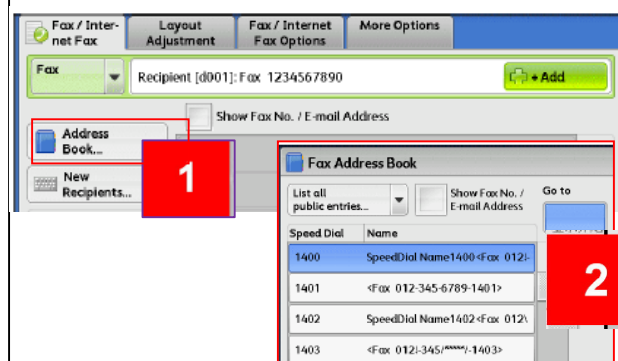 Fax / Inter-
net Fax
Layout
Adjustment
Fax / Internet
Fax Options
More Options
Fax
Recipient [d001]: Fax 1234567890
+ Add
Show Fax No. / E-mail Address
Address
Book...
1
New
Recipients...
Fax Address Book
List all
public entries...
Show Fax No. /
E-mail Address
Go to
Speed Dial
Name
1400
SpeedDial Name1400<Fax 012
1401
<Fax 012-345-6789-1401>
2
1402
SpeedDial Name1402<Fax 012\
1403
<Fax 012